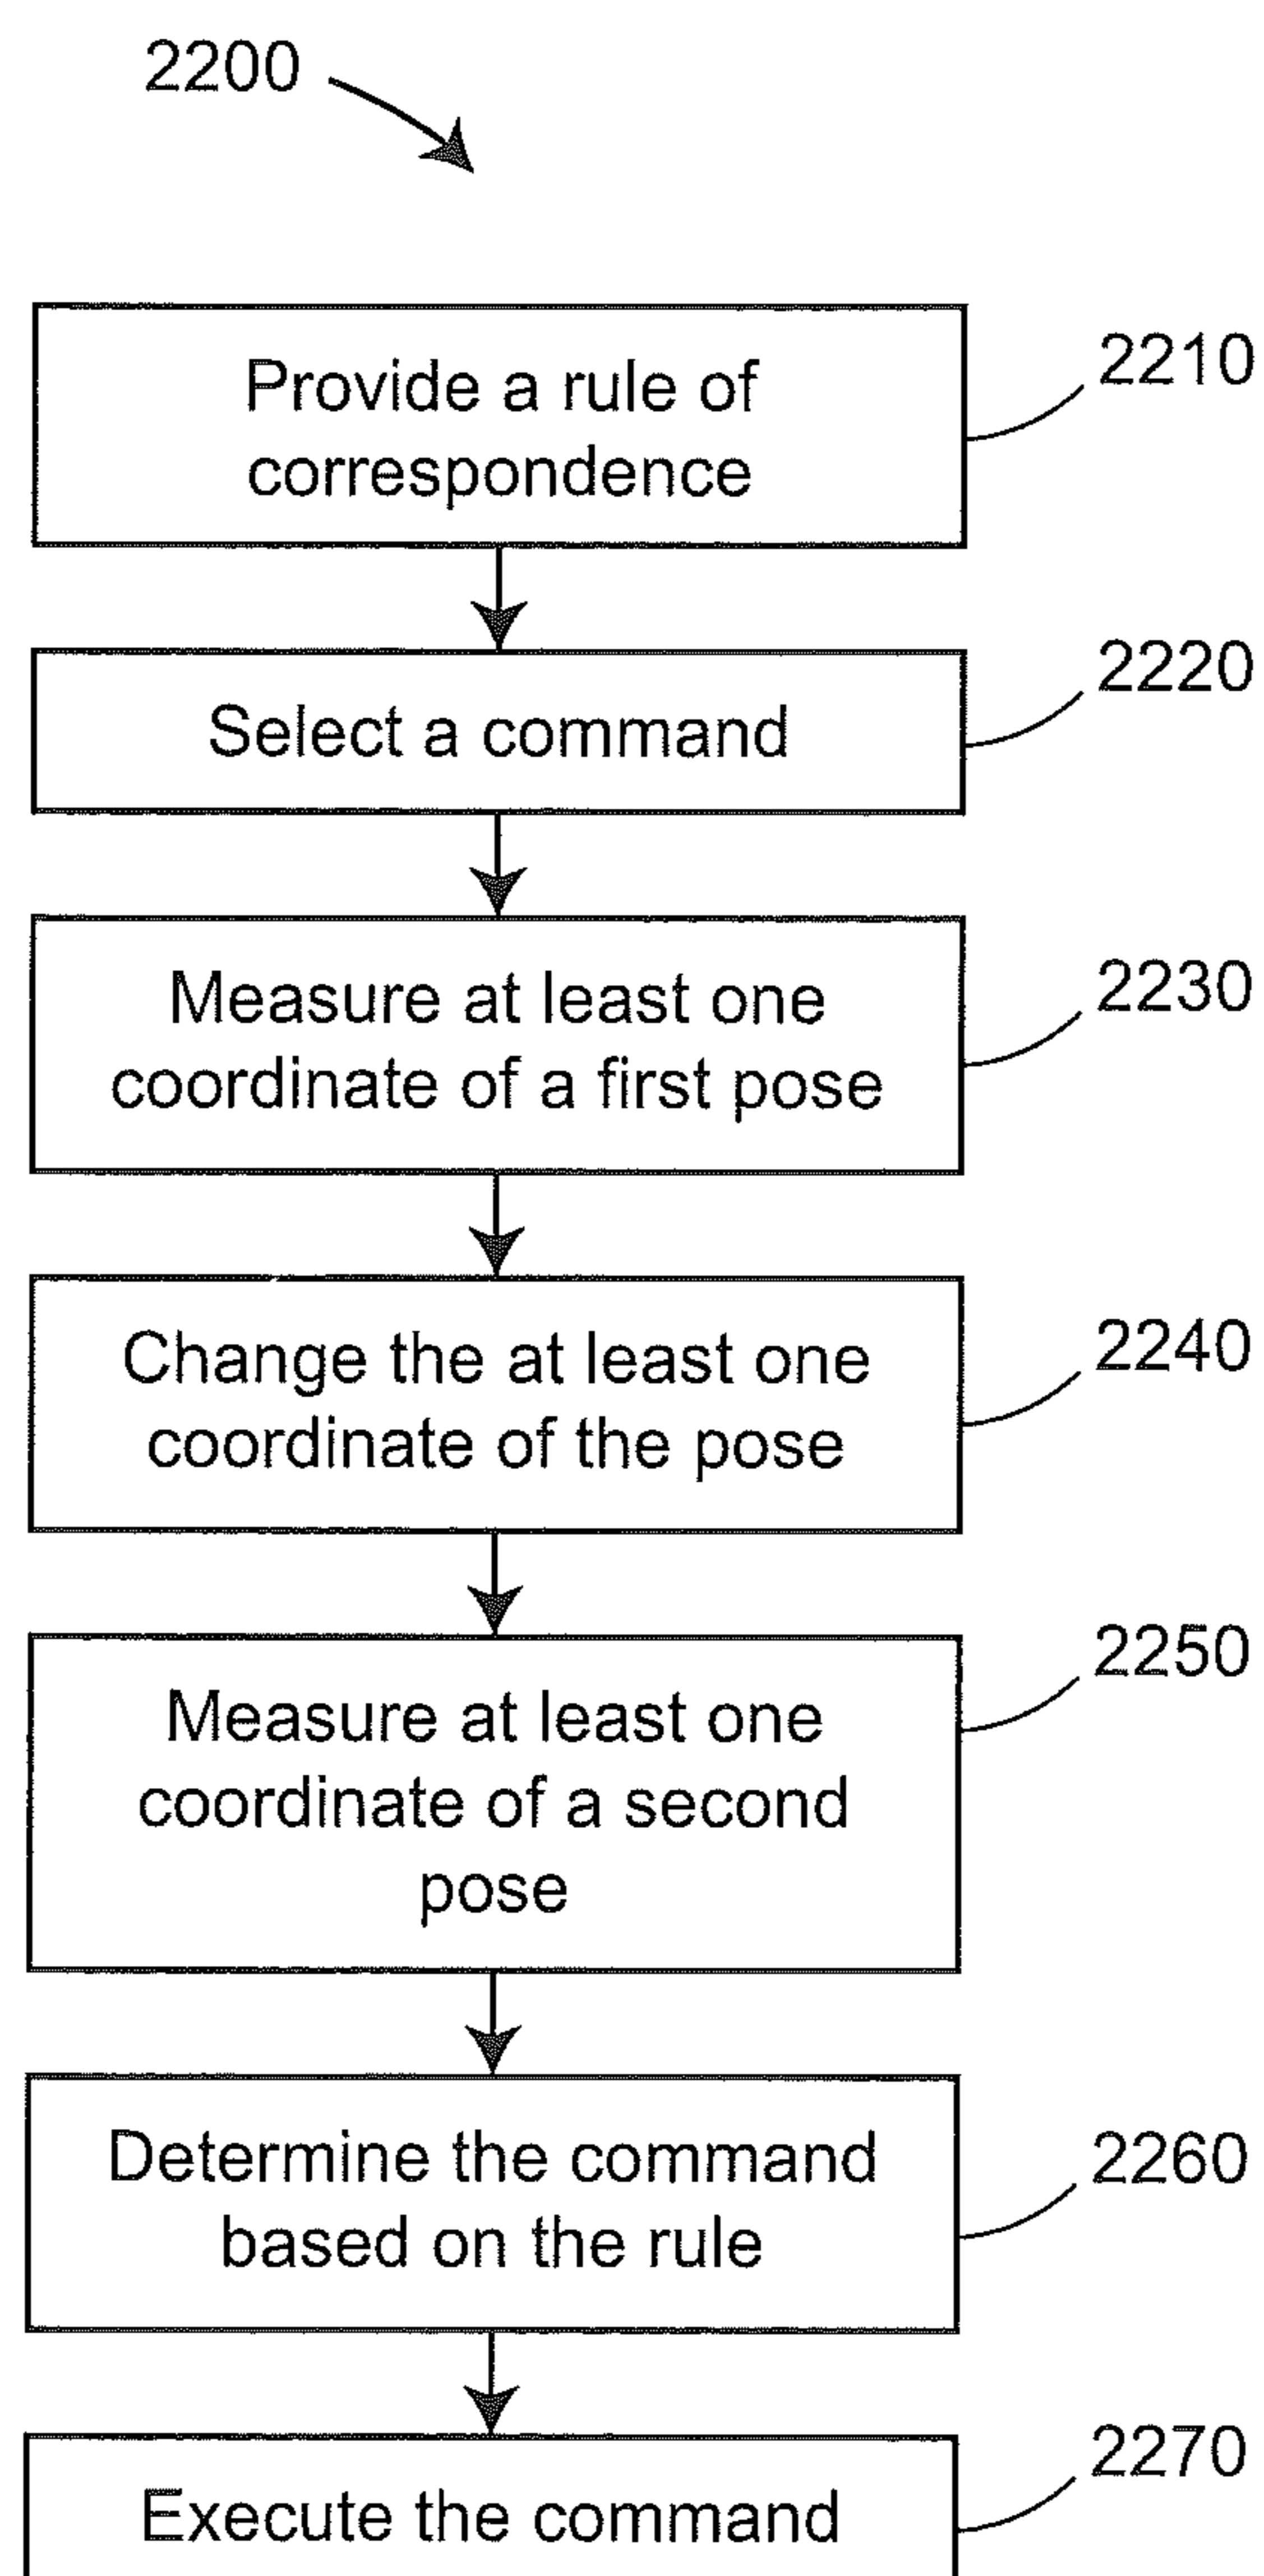 2200
Provide a rule of
correspondence
2210
Select a command
2220
Measure at least one
coordinate of a first pose
2230
Change the at least one
coordinate of the pose
2240
Measure at least one
coordinate of a second
pose
2250
Determine the command
based on the rule
2260
Execute the command
2270